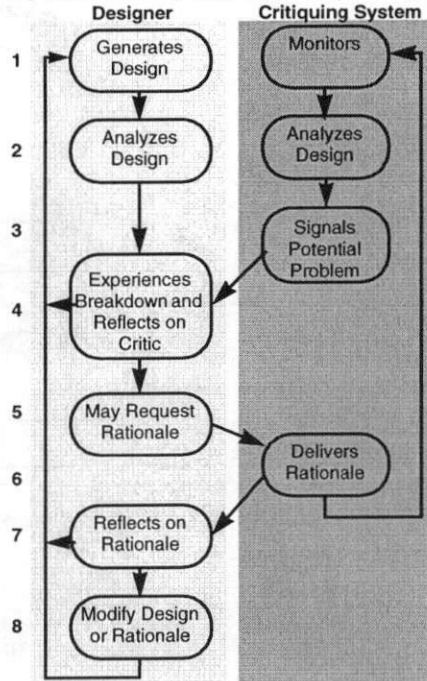 Designer Critiquing System
1 Generates Monitors
Design
2 Analyzes Analyzes
Design Design
3 Signals
Potential
Problem
4 Experiences
Breakdown and
Reflects on
Critic
5 May Request
Rationale
6 Delivers
Rationale
7 Reflects on
Rationale
8 Modify Design
or Rationale